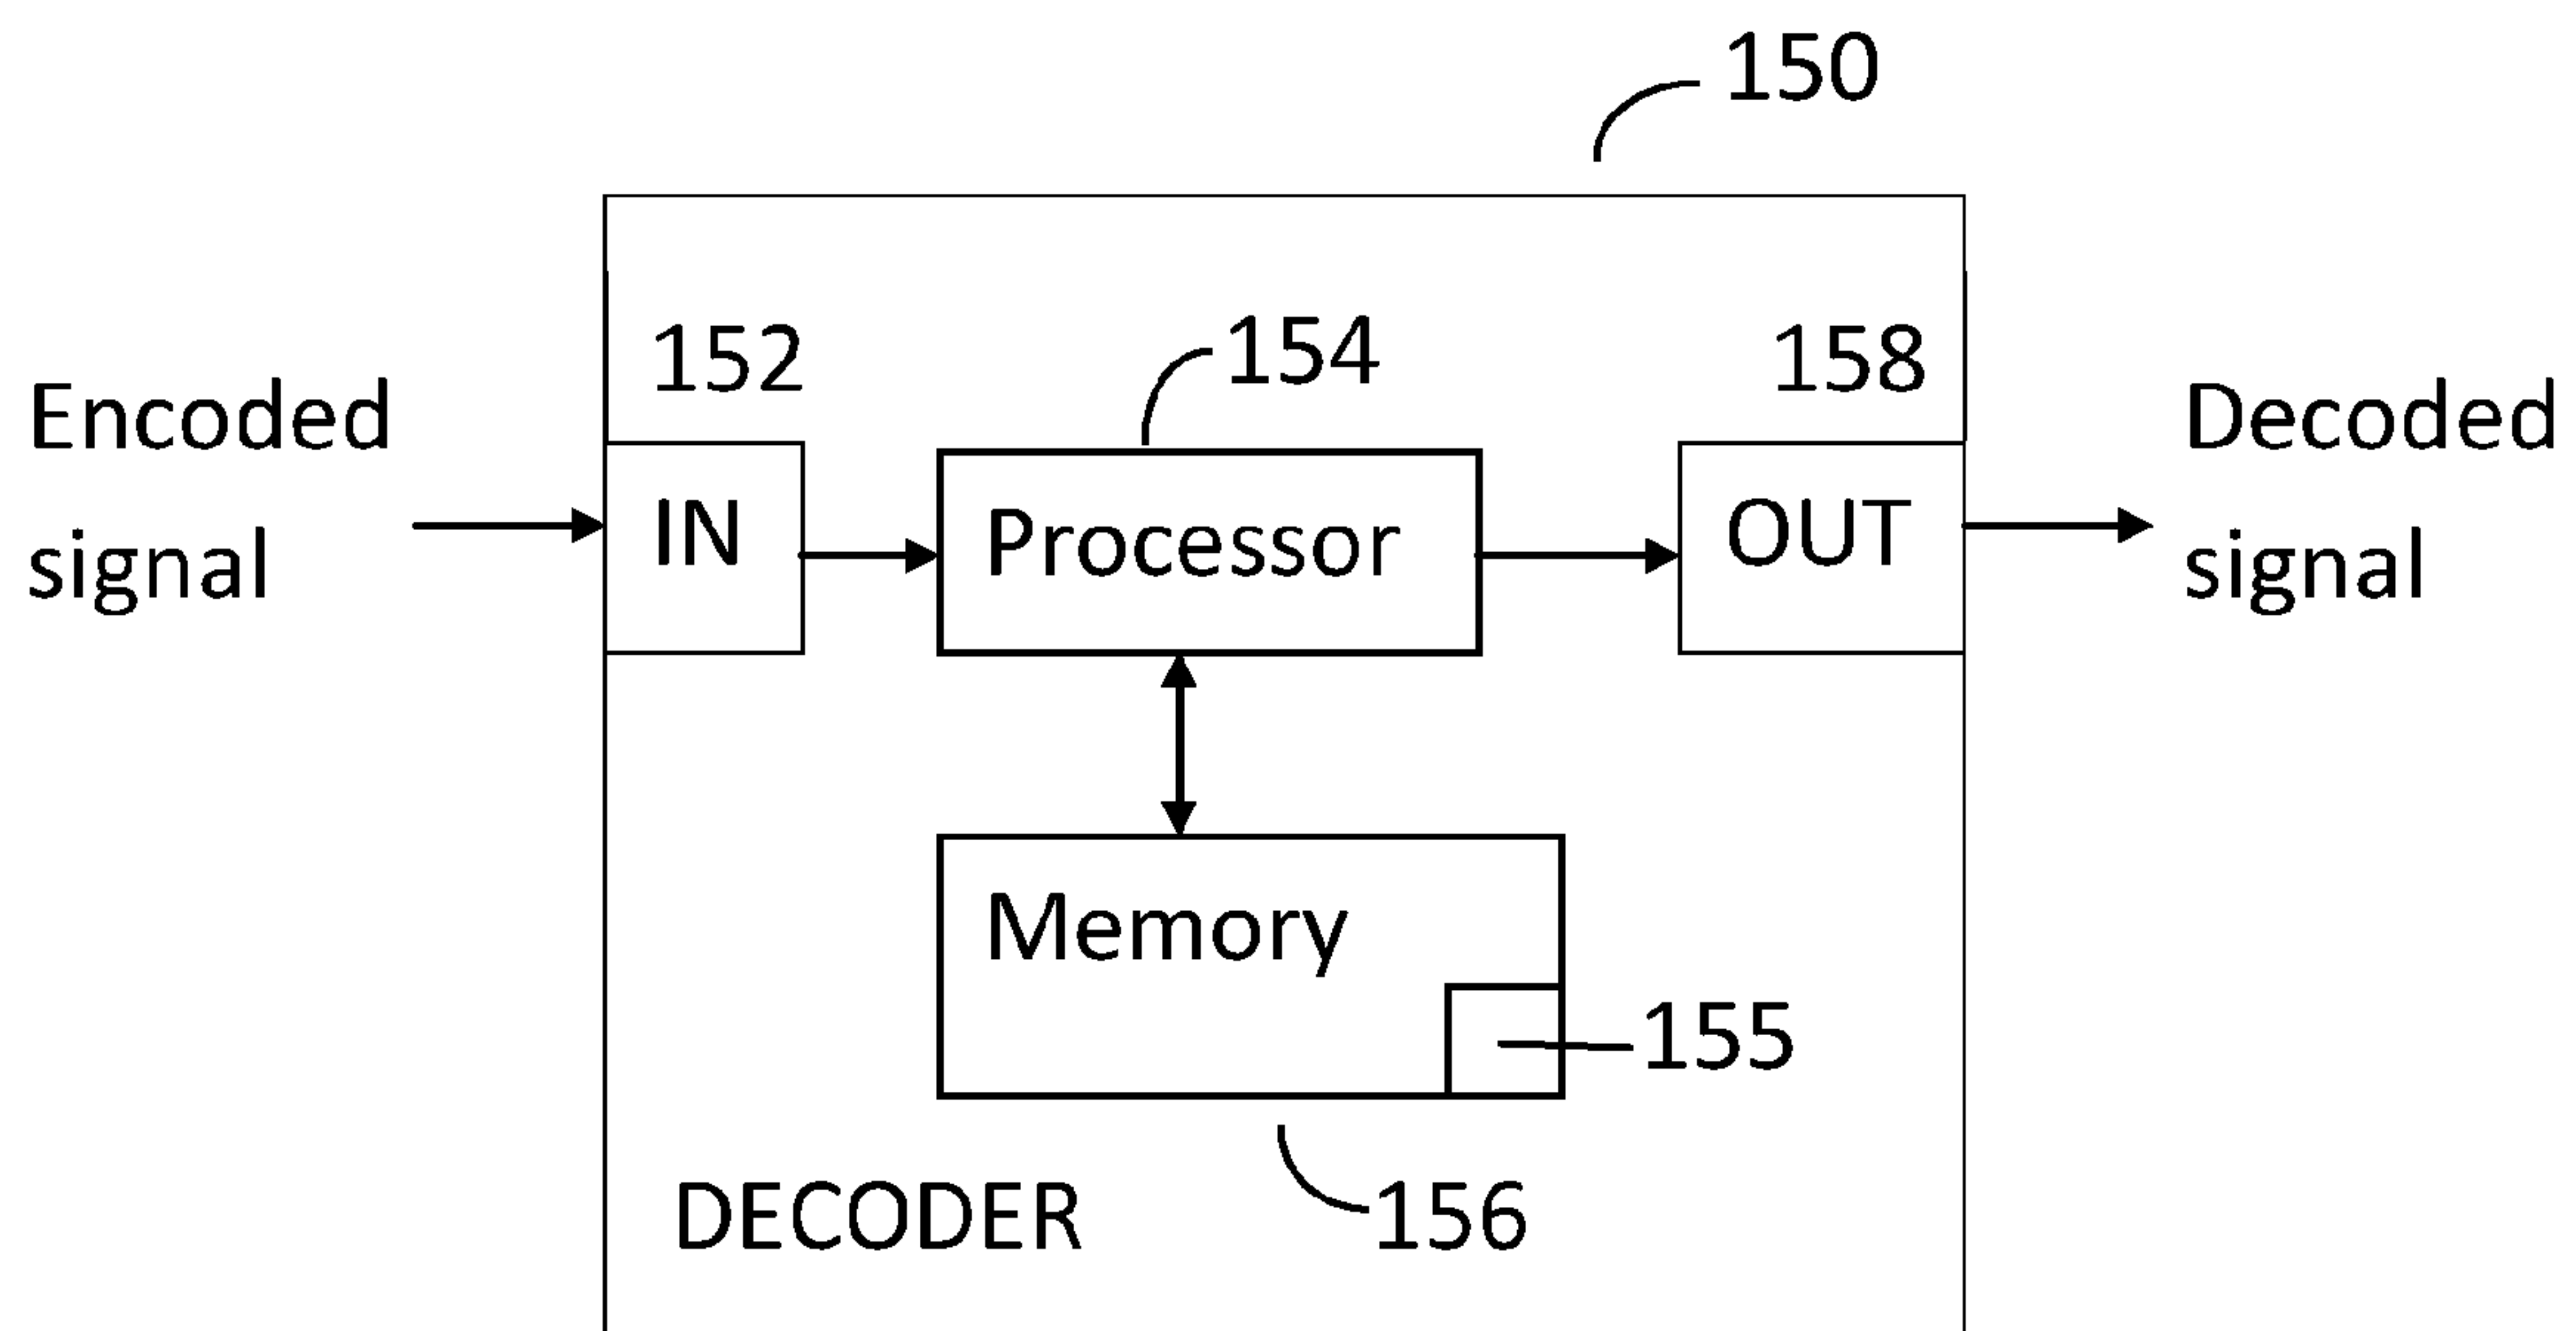 150
152
154
158
Encoded
signal
IN
Processor
OUT
Decoded
signal
Memory
155
DECODER
156